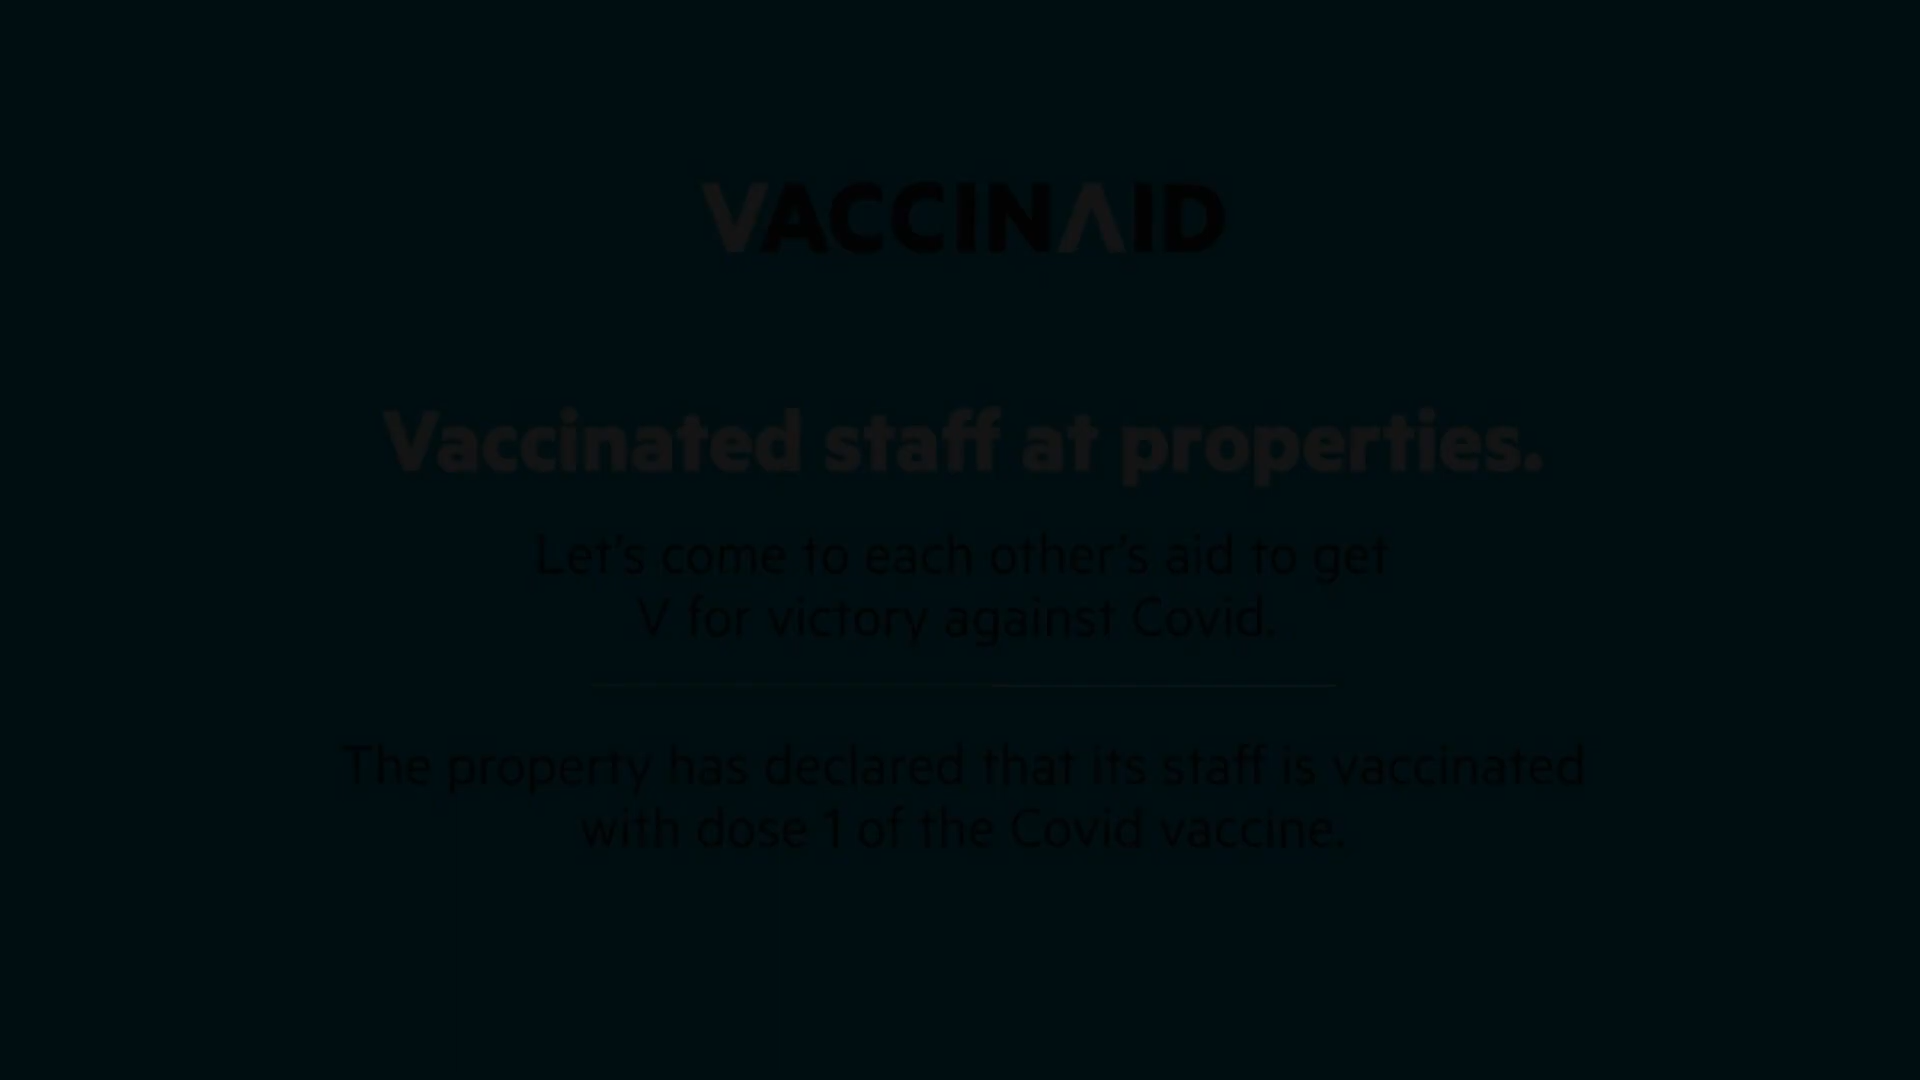 VACCINAID
Vaccinated staff at properties.
Let's come to each other's aid to get
V for victory against Covid.
The property has declared that its staff is vaccinated
with dose 1 of the Covid vaccine.